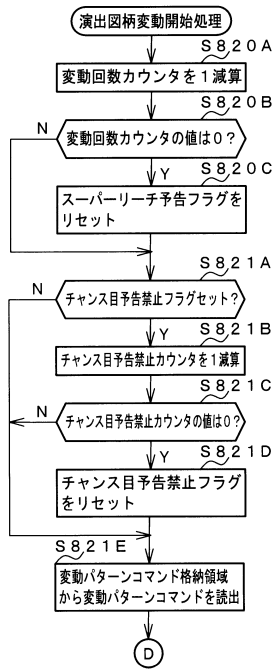 演出図柄変動開始処理
S820A
変動回数カウンタを1減算
S820B
変動回数カウンタの値は0?
N
Y
S820C
スーパーリーチ予告フラグを
リセット
S821A
チャンス目予告禁止フラグセット?
N
Y
S821B
チャンス目予告禁止カウンタを1減算
S821C
チャンス目予告禁止カウンタの値は0?
N
Y
S821D
チャンス目予告禁止フラグ
をリセット
S821E
変動パターンコマンド格納領域
から変動パターンコマンドを読出
D